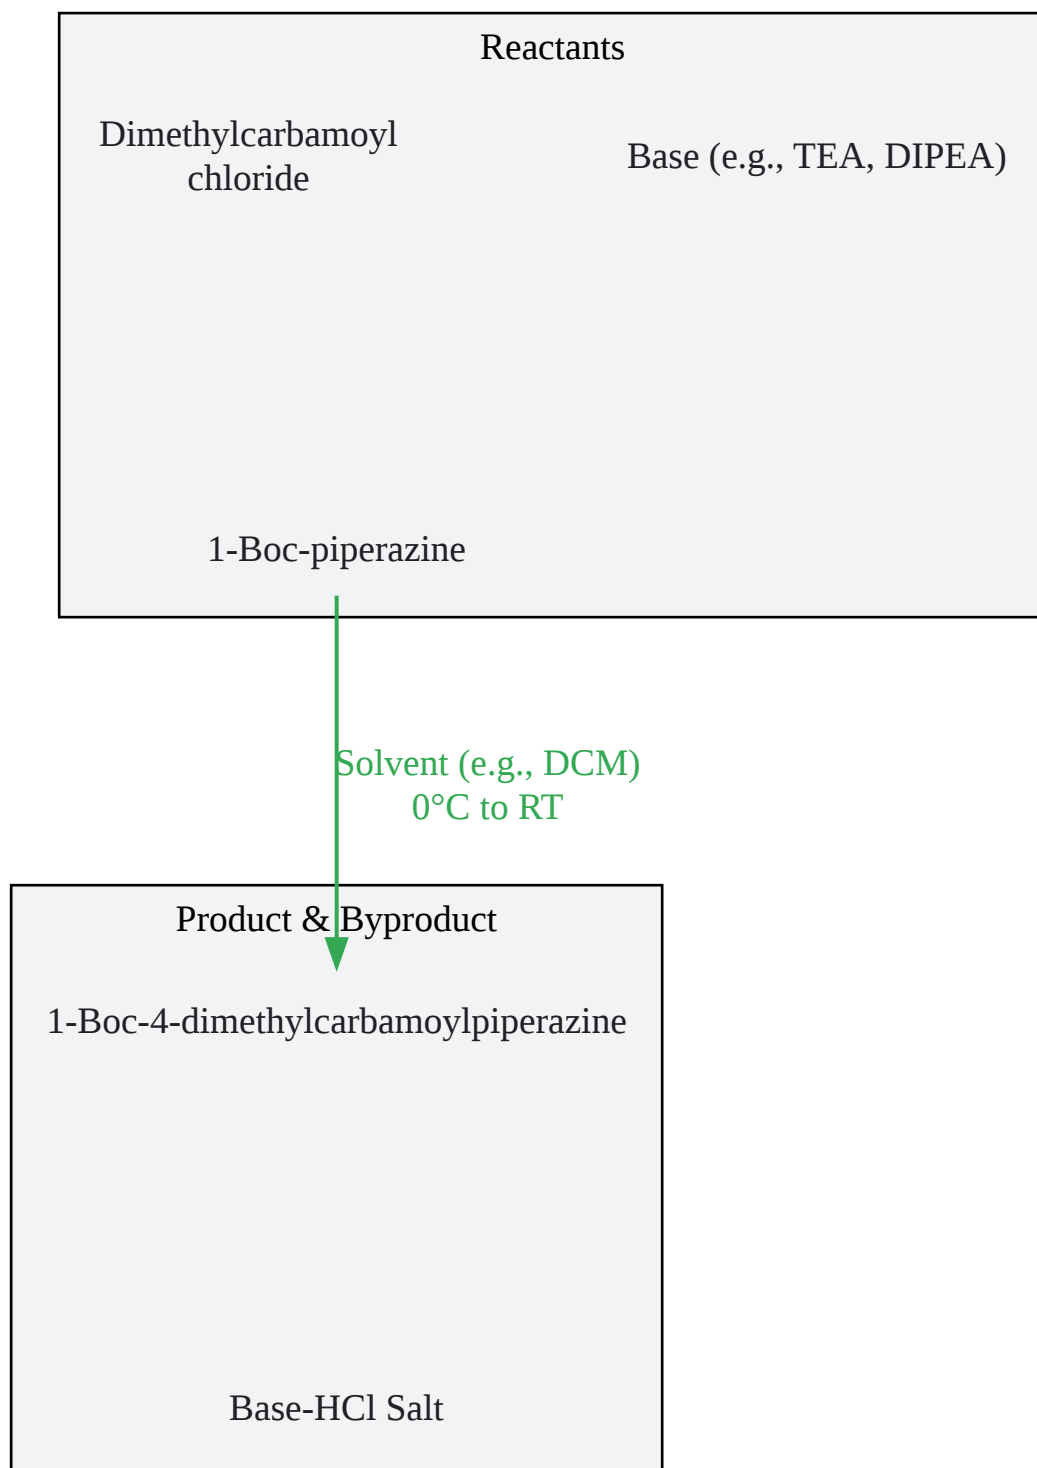 Reactants
Dimethylcarbamoyl
chloride
Base (e.g., TEA, DIPEA)
1-Boc-piperazine
Solvent (e.g., DCM)
0°C to RT
Product & Byproduct
1-Boc-4-dimethylcarbamoylpiperazine
Base-HCl Salt